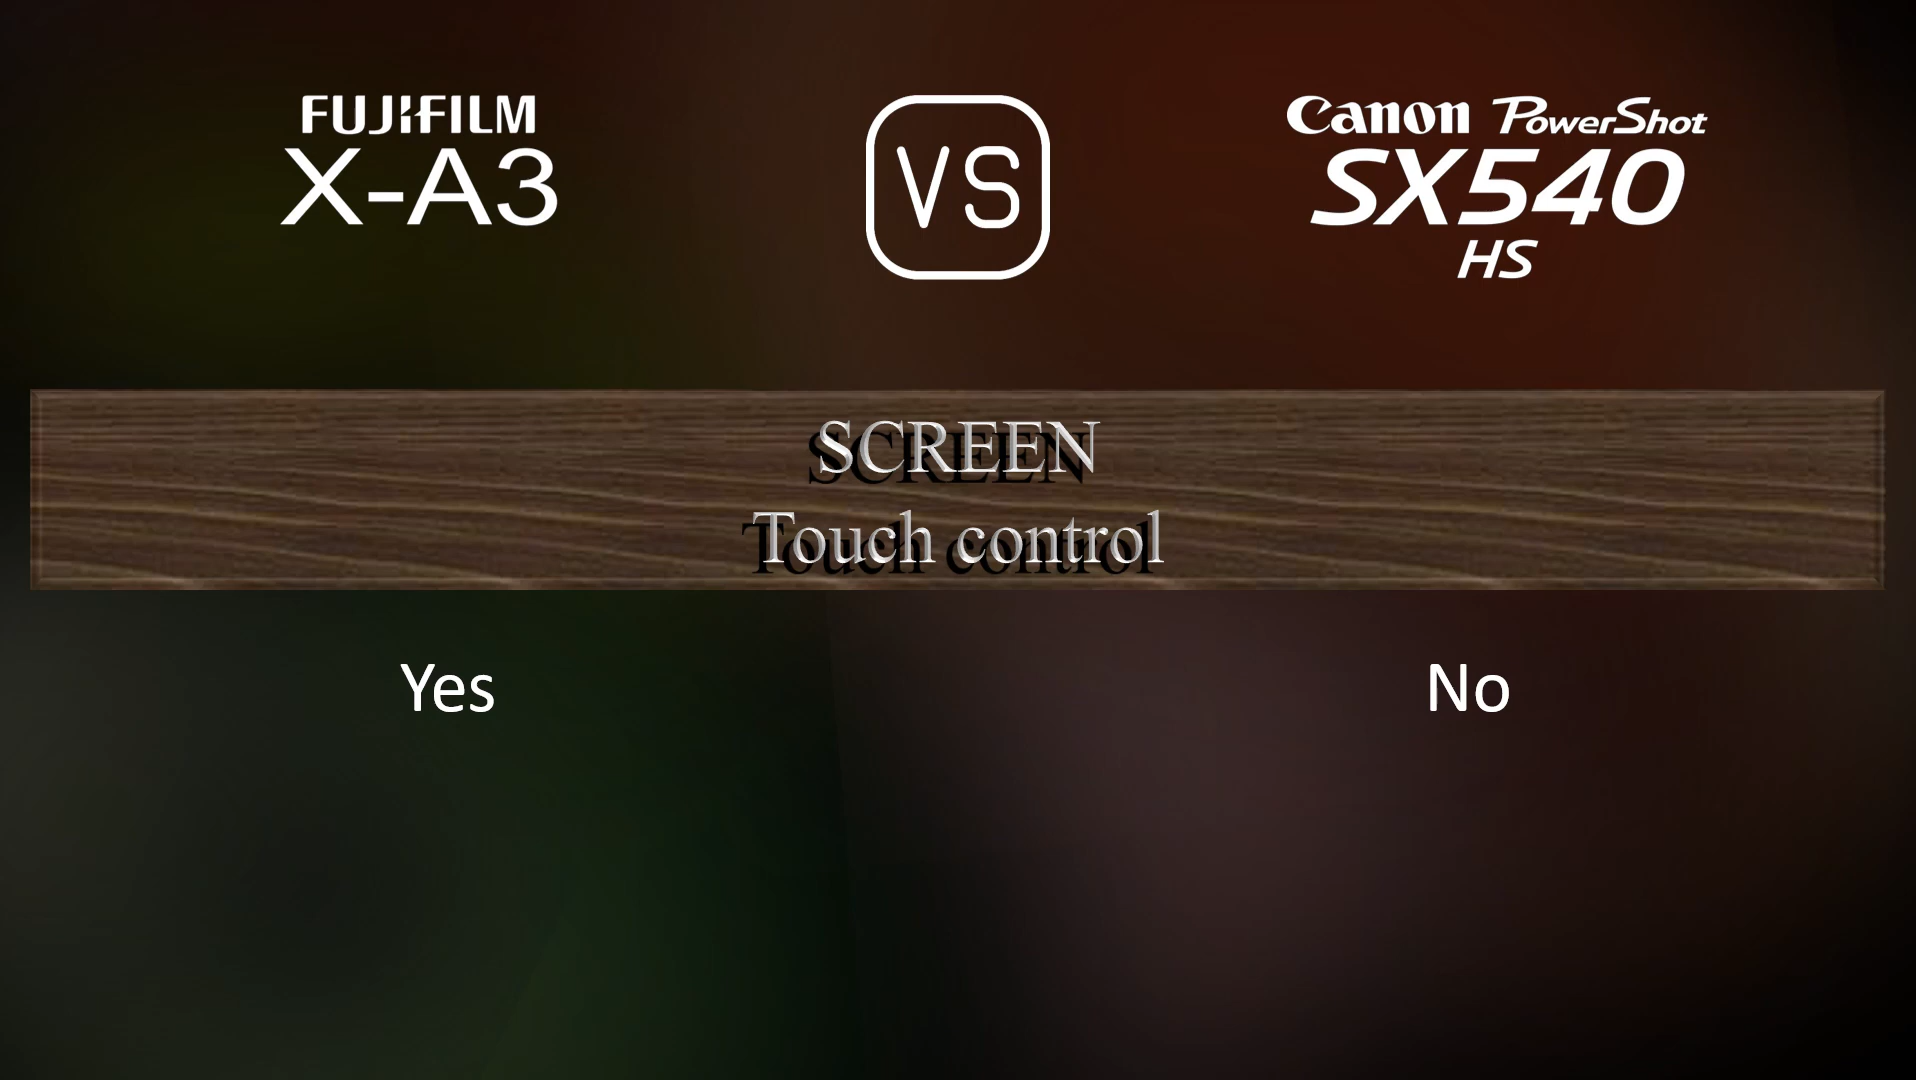 FUJIFILM
X-A3
VS
Canon PowerShot
SX540
HS
SCREEN
Touch control
Yes
No